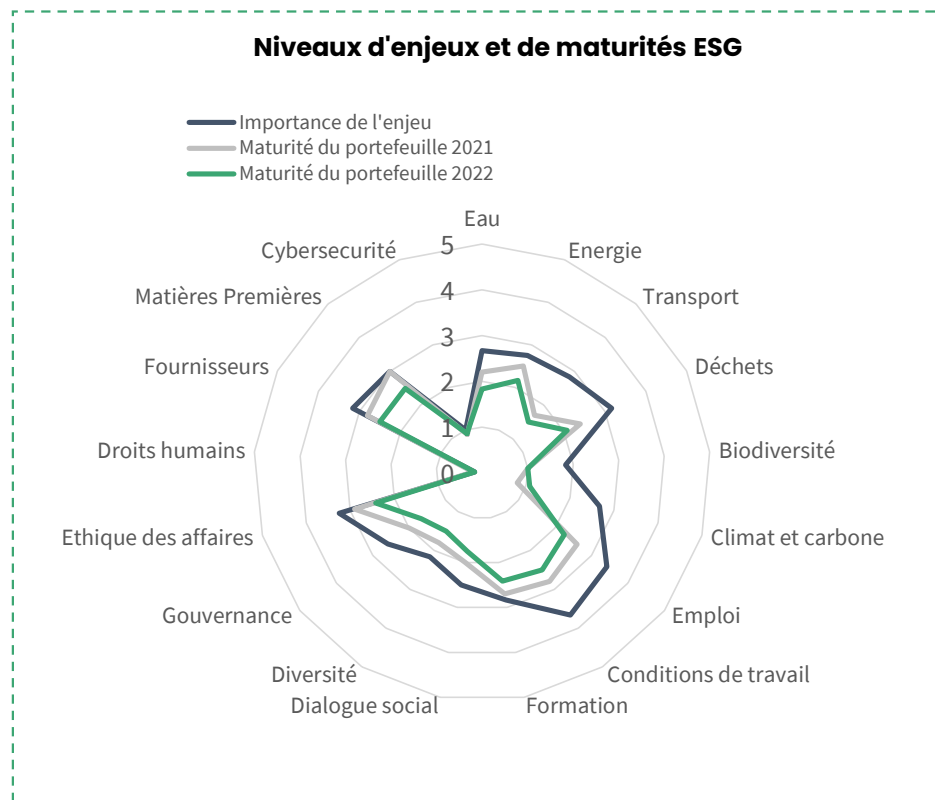 Niveaux d'enjeux et de maturités ESG
Importance de l'enjeu
Maturité du portefeuille 2021
Maturité du portefeuille 2022
Eau
Energie
Transport
Déchets
Biodiversité
Climat et carbone
Emploi
Conditions de travail
Formation
Dialogue social
Diversité
Gouvernance
Ethique des affaires
Droits humains
Fournisseurs
Matières Premières
Cybersecurité
5
4
3
2
1
0